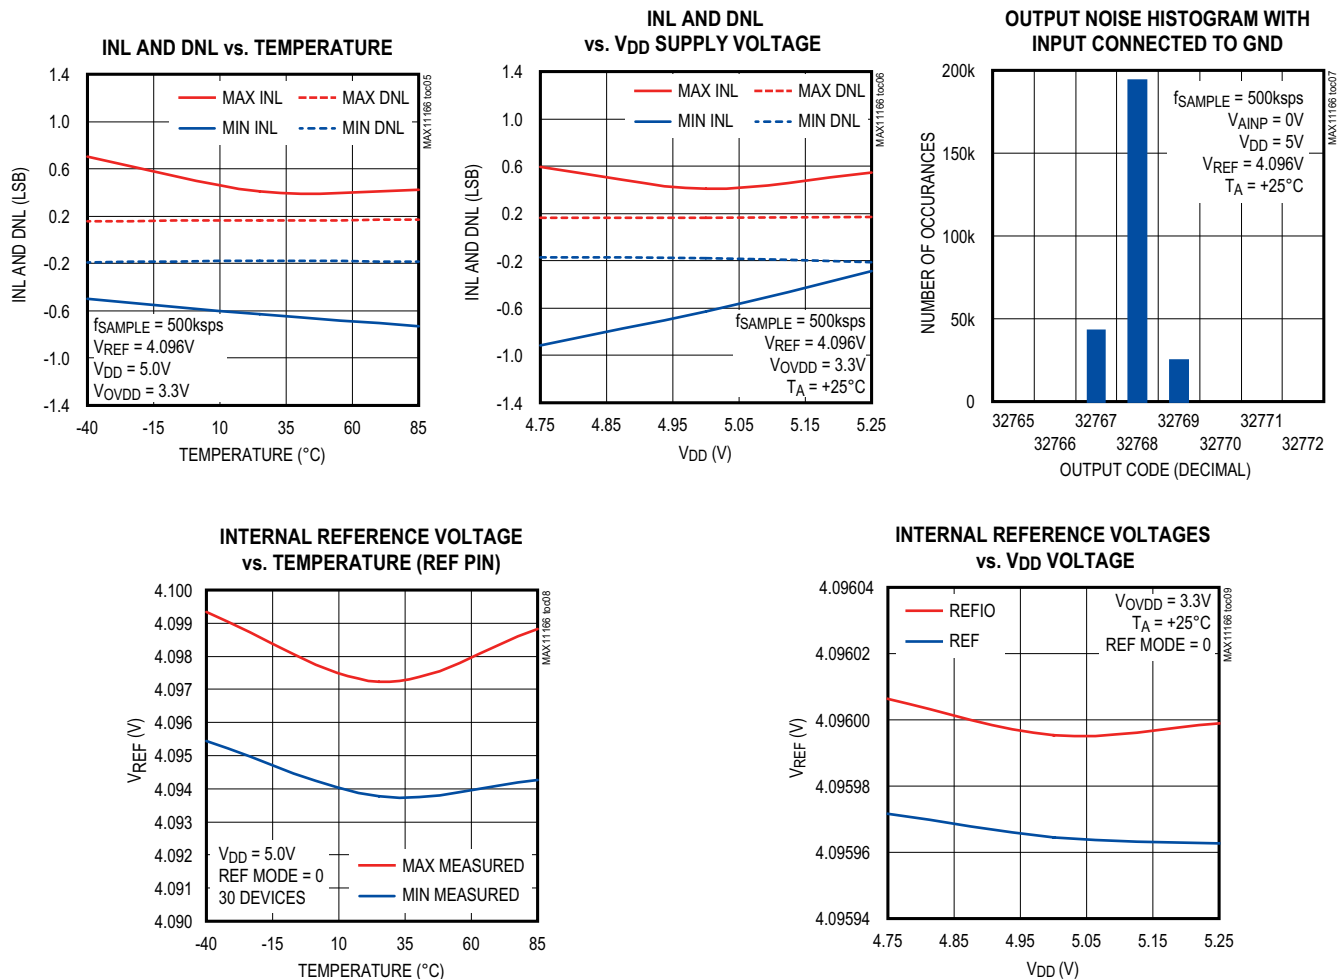 INL AND DNL vs. TEMPERATURE
1.4
1.0
0.6
0.2
-0.2
-0.6
-1.0
-1.4
INL AND DNL (LSB)
MAX INL
MAX DNL
MIN INL
MIN DNL
MAX11166 toc05
fSAMPLE = 500ksps
VREF = 4.096V
VDD = 5.0V
VOVDD = 3.3V
-40 -15 10 35 60 85
TEMPERATURE (°C)
INL AND DNL
vs. VDD SUPPLY VOLTAGE
1.4
1.0
0.6
0.2
-0.2
-0.6
-1.0
-1.4
INL AND DNL (LSB)
MAX INL
MAX DNL
MIN INL
MIN DNL
MAX11166 toc06
fSAMPLE = 500ksps
VREF = 4.096V
VOVDD = 3.3V
TA = +25°C
4.75 4.85 4.95 5.05 5.15 5.25
VDD (V)
OUTPUT NOISE HISTOGRAM WITH
INPUT CONNECTED TO GND
200k
150k
100k
50k
0
NUMBER OF OCCURANCES
MAX11166 toc07
fSAMPLE = 500ksps
VAINP = 0V
VDD = 5V
VREF = 4.096V
TA = +25°C
32765 32767 32769 32771
32766 32768 32770 32772
OUTPUT CODE (DECIMAL)
INTERNAL REFERENCE VOLTAGE
vs. TEMPERATURE (REF PIN)
4.100
4.099
4.098
4.097
4.096
4.095
4.094
4.093
4.092
4.091
4.090
VREF (V)
MAX11166 toc08
VDD = 5.0V
REF MODE = 0
30 DEVICES
MAX MEASURED
MIN MEASURED
-40 -15 10 35 60 85
TEMPERATURE (°C)
INTERNAL REFERENCE VOLTAGES
vs. VDD VOLTAGE
4.09604
4.09602
4.09600
4.09598
4.09596
4.09594
VREF (V)
REFIO
REF
MAX11166 toc09
VOVDD = 3.3V
TA = +25°C
REF MODE = 0
4.75 4.85 4.95 5.05 5.15 5.25
VDD (V)